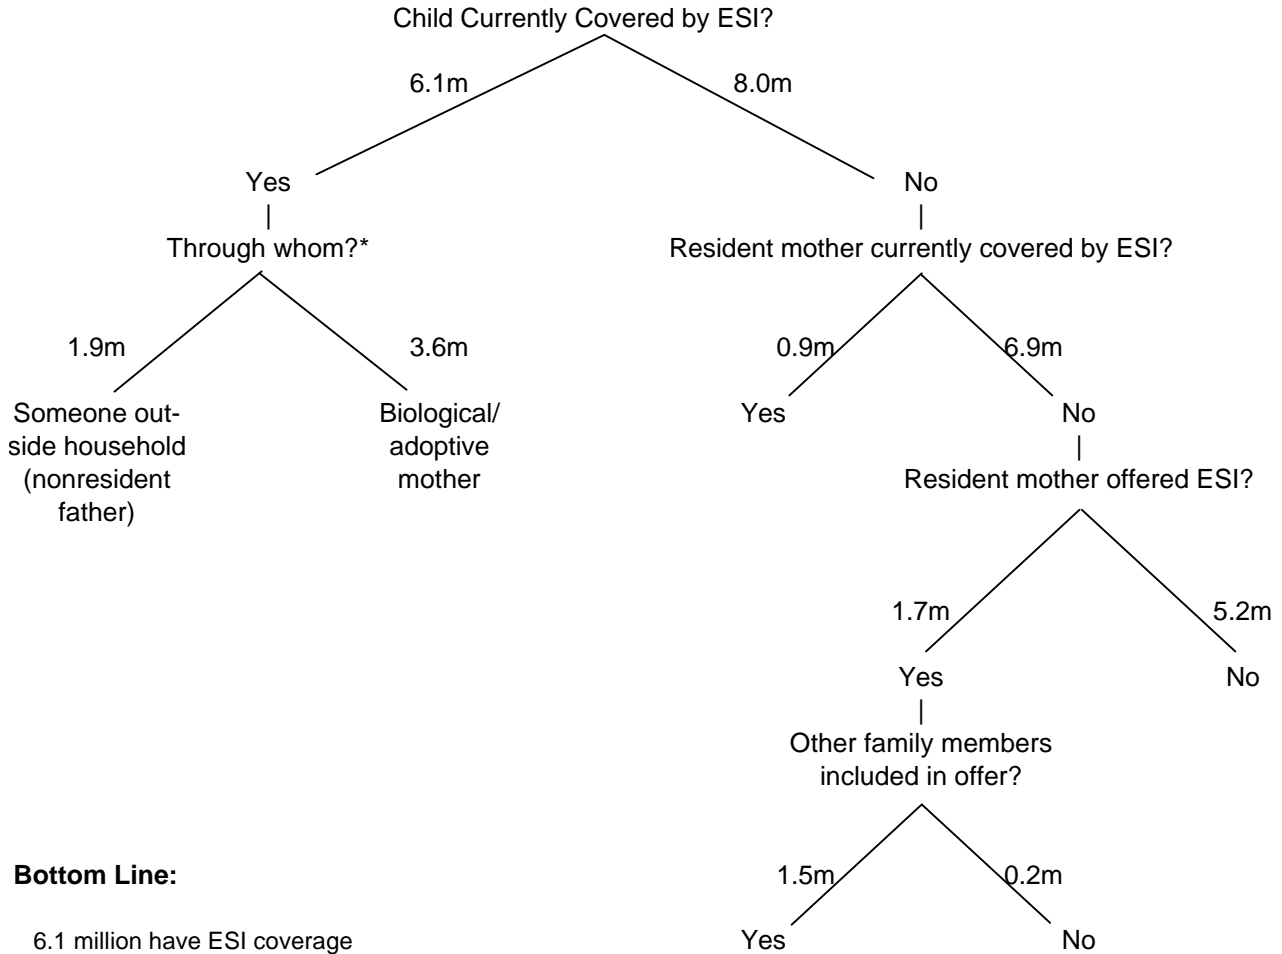 Child Currently Covered by ESI?
6.1m
8.0m
Yes
No
Through whom?*
Resident mother currently covered by ESI?
1.9m
3.6m
0.9m
6.9m
Someone out-
side household
(nonresident
father)
Biological/
adoptive
mother
Yes
No
Resident mother offered ESI?
1.7m
5.2m
Yes
No
Other family members
included in offer?
Bottom Line:
1.5m
0.2m
6.1 million have ESI coverage
Yes
No